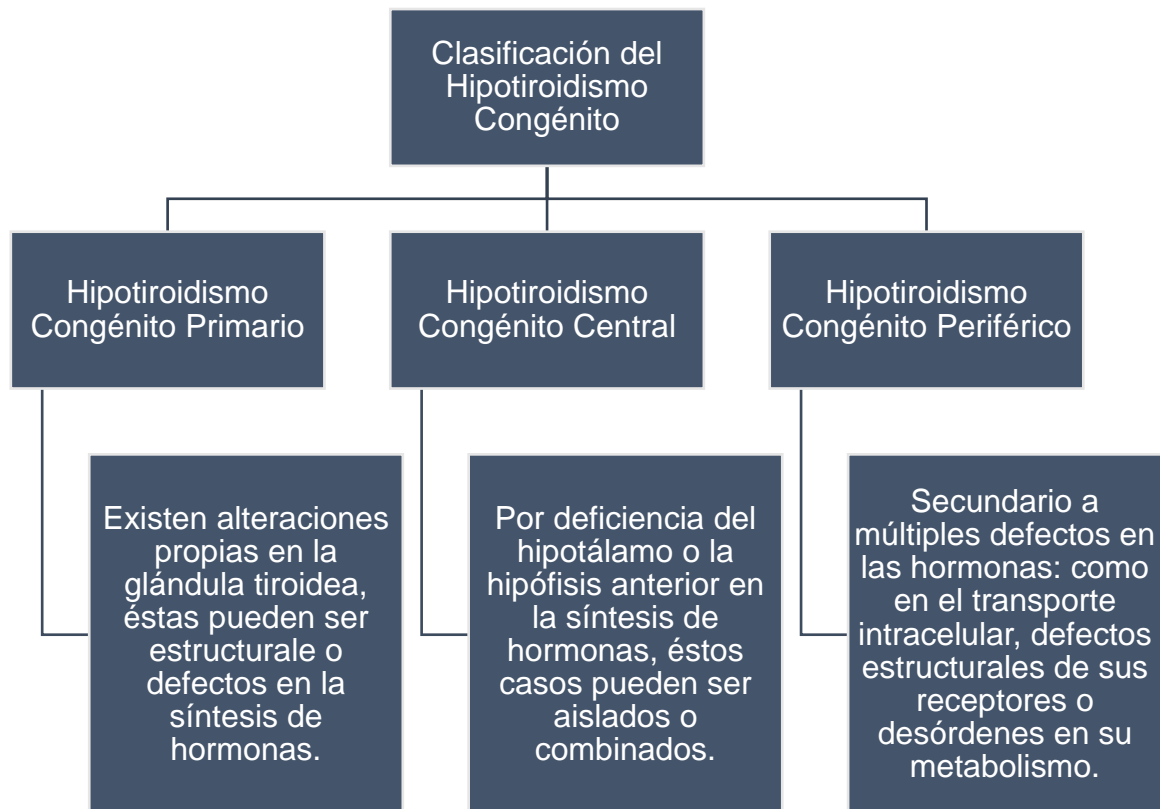 Clasificación del
Hipotiroidismo
Congénito
Hipotiroidismo
Congénito Primario
Existen alteraciones
propias en la
glándula tiroidea,
éstas pueden ser
estructurale o
defectos en la
síntesis de
hormonas.
Hipotiroidismo
Congénito Central
Por deficiencia del
hipotálamo o la
hipófisis anterior en
la síntesis de
hormonas, éstos
casos pueden ser
aislados o
combinados.
Hipotiroidismo
Congénito Periférico
Secundario a
múltiples defectos en
las hormonas: como
en el transporte
intracelular, defectos
estructurales de sus
receptores o
desórdenes en su
metabolismo.